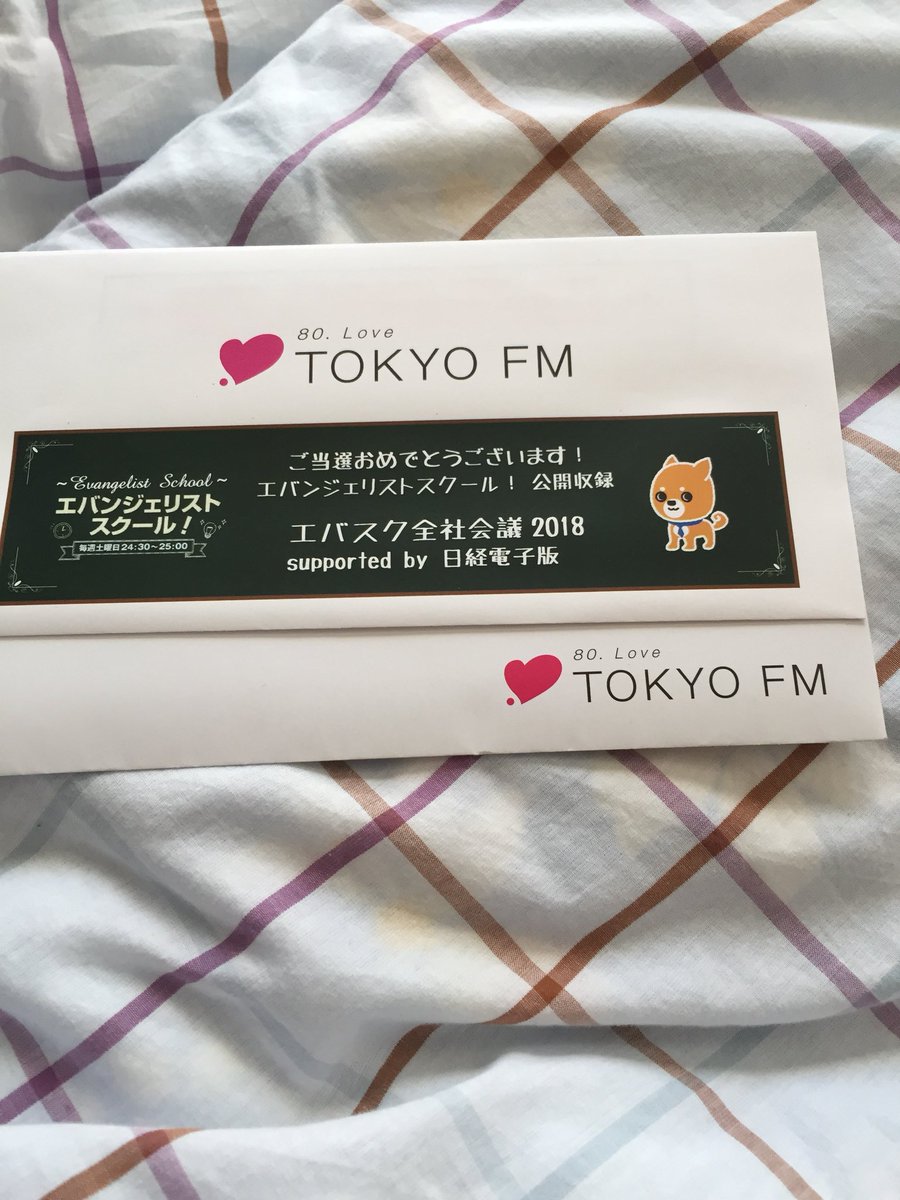 80. Love
TOKYO FM
~Evangelist School~
エバンジェリスト
スクール!
毎週土曜日24:30~25:00
ご当選おめでとうございます!
エバンジェリストスクール! 公開収録
エバスク全社会議 2018
supported by 日経電子版
80. Love
TOKYO FM